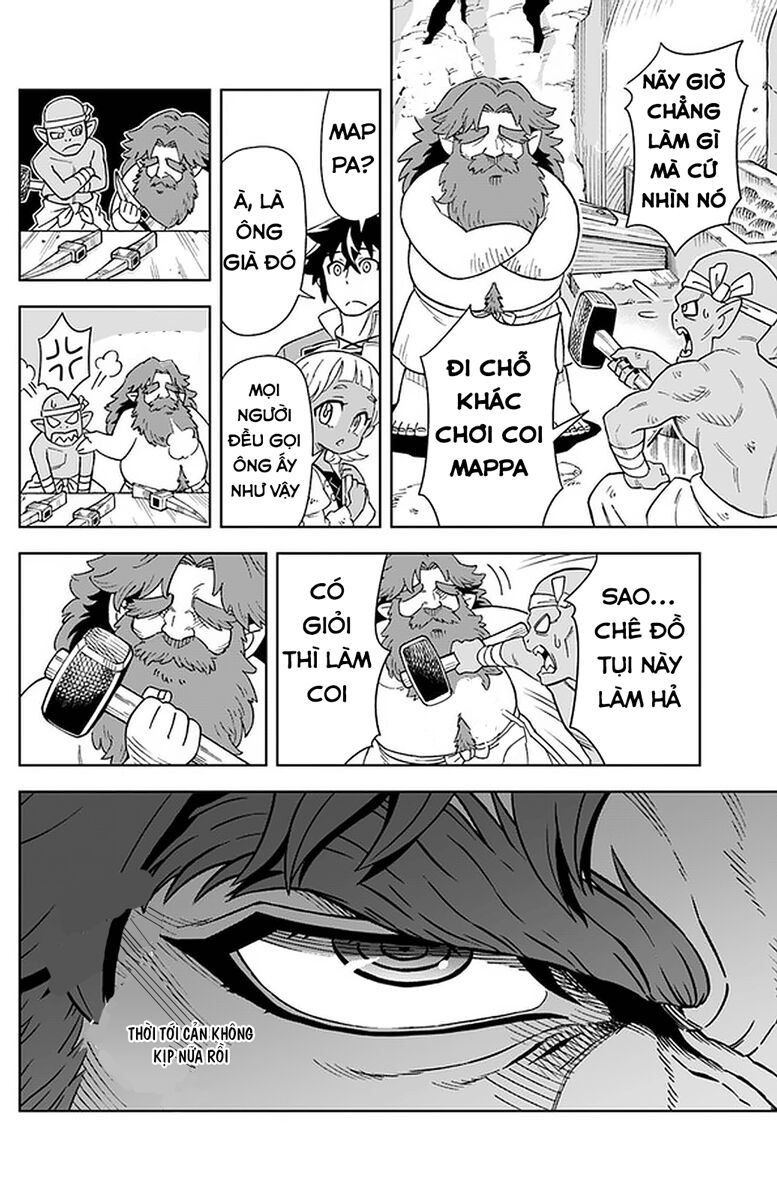 NÃY GIỜ
CHẲNG
LÀM GÌ
MÀ CỨ
NHÌN NÓ
ĐI CHỖ
KHÁC
CHƠI COI
MAPPA
MAP
PA?
À, LÀ
ÔNG
GIÀ ĐÓ
MỌI
NGƯỜI
ĐỀU GỌI
ÔNG ẤY
NHƯ VẬY
SAO...
CHÊ ĐỒ
TỤI NÀY
LÀM HẢ
CÓ
GIỎI
THÌ LÀM
COI
THỜI TỚI CẢN KHÔNG
KỊP NỮA RỒI